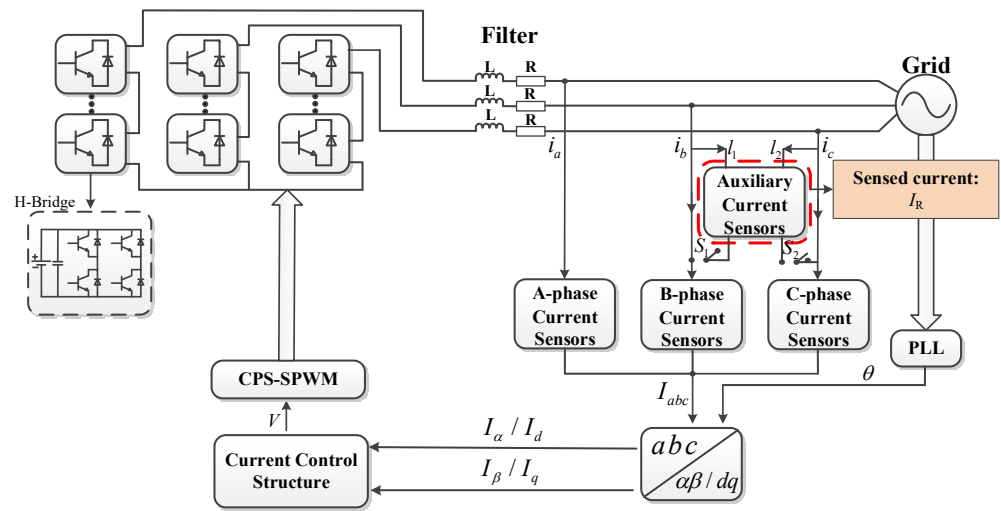 Filter
Grid
L R
L R
L R
i_a
i_b
l_1
l_2
i_c
Auxiliary
Current
Sensors
Sensed current:
I_R
H-Bridge
+
-
S_1
S_2
A-phase
Current
Sensors
B-phase
Current
Sensors
C-phase
Current
Sensors
PLL
θ
CPS-SPWM
I_abc
V
I_α / I_d
I_β / I_q
Current Control
Structure
abc
αβ / dq